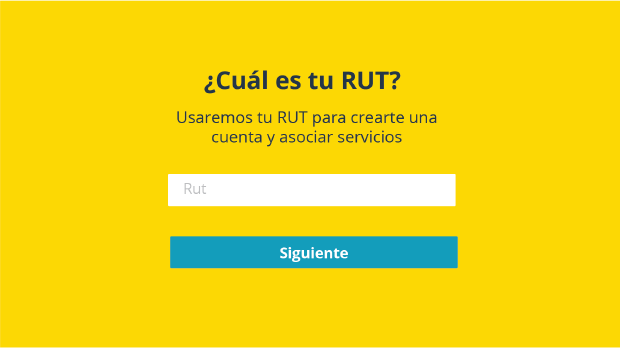 ¿Cuál es tu RUT?
Usaremos tu RUT para crearte una
cuenta y asociar servicios
Rut
Siguiente